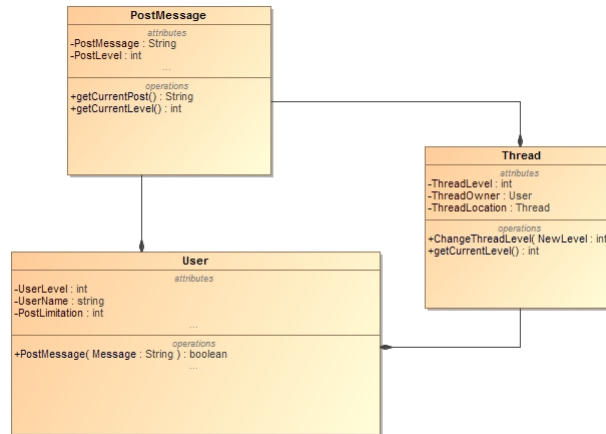 PostMessage
attributes
-PostMessage : String
-PostLevel : int
...
operations
+getCurrentPost() : String
+getCurrentLevel() : int
Thread
attributes
-ThreadLevel : int
-ThreadOwner : User
-ThreadLocation : Thread
operations
+ChangeThreadLevel( NewLevel : int
+getCurrentLevel() : int
User
attributes
-UserLevel : int
-UserName : string
-PostLimitation : int
...
operations
+PostMessage( Message : String ) : boolean
...